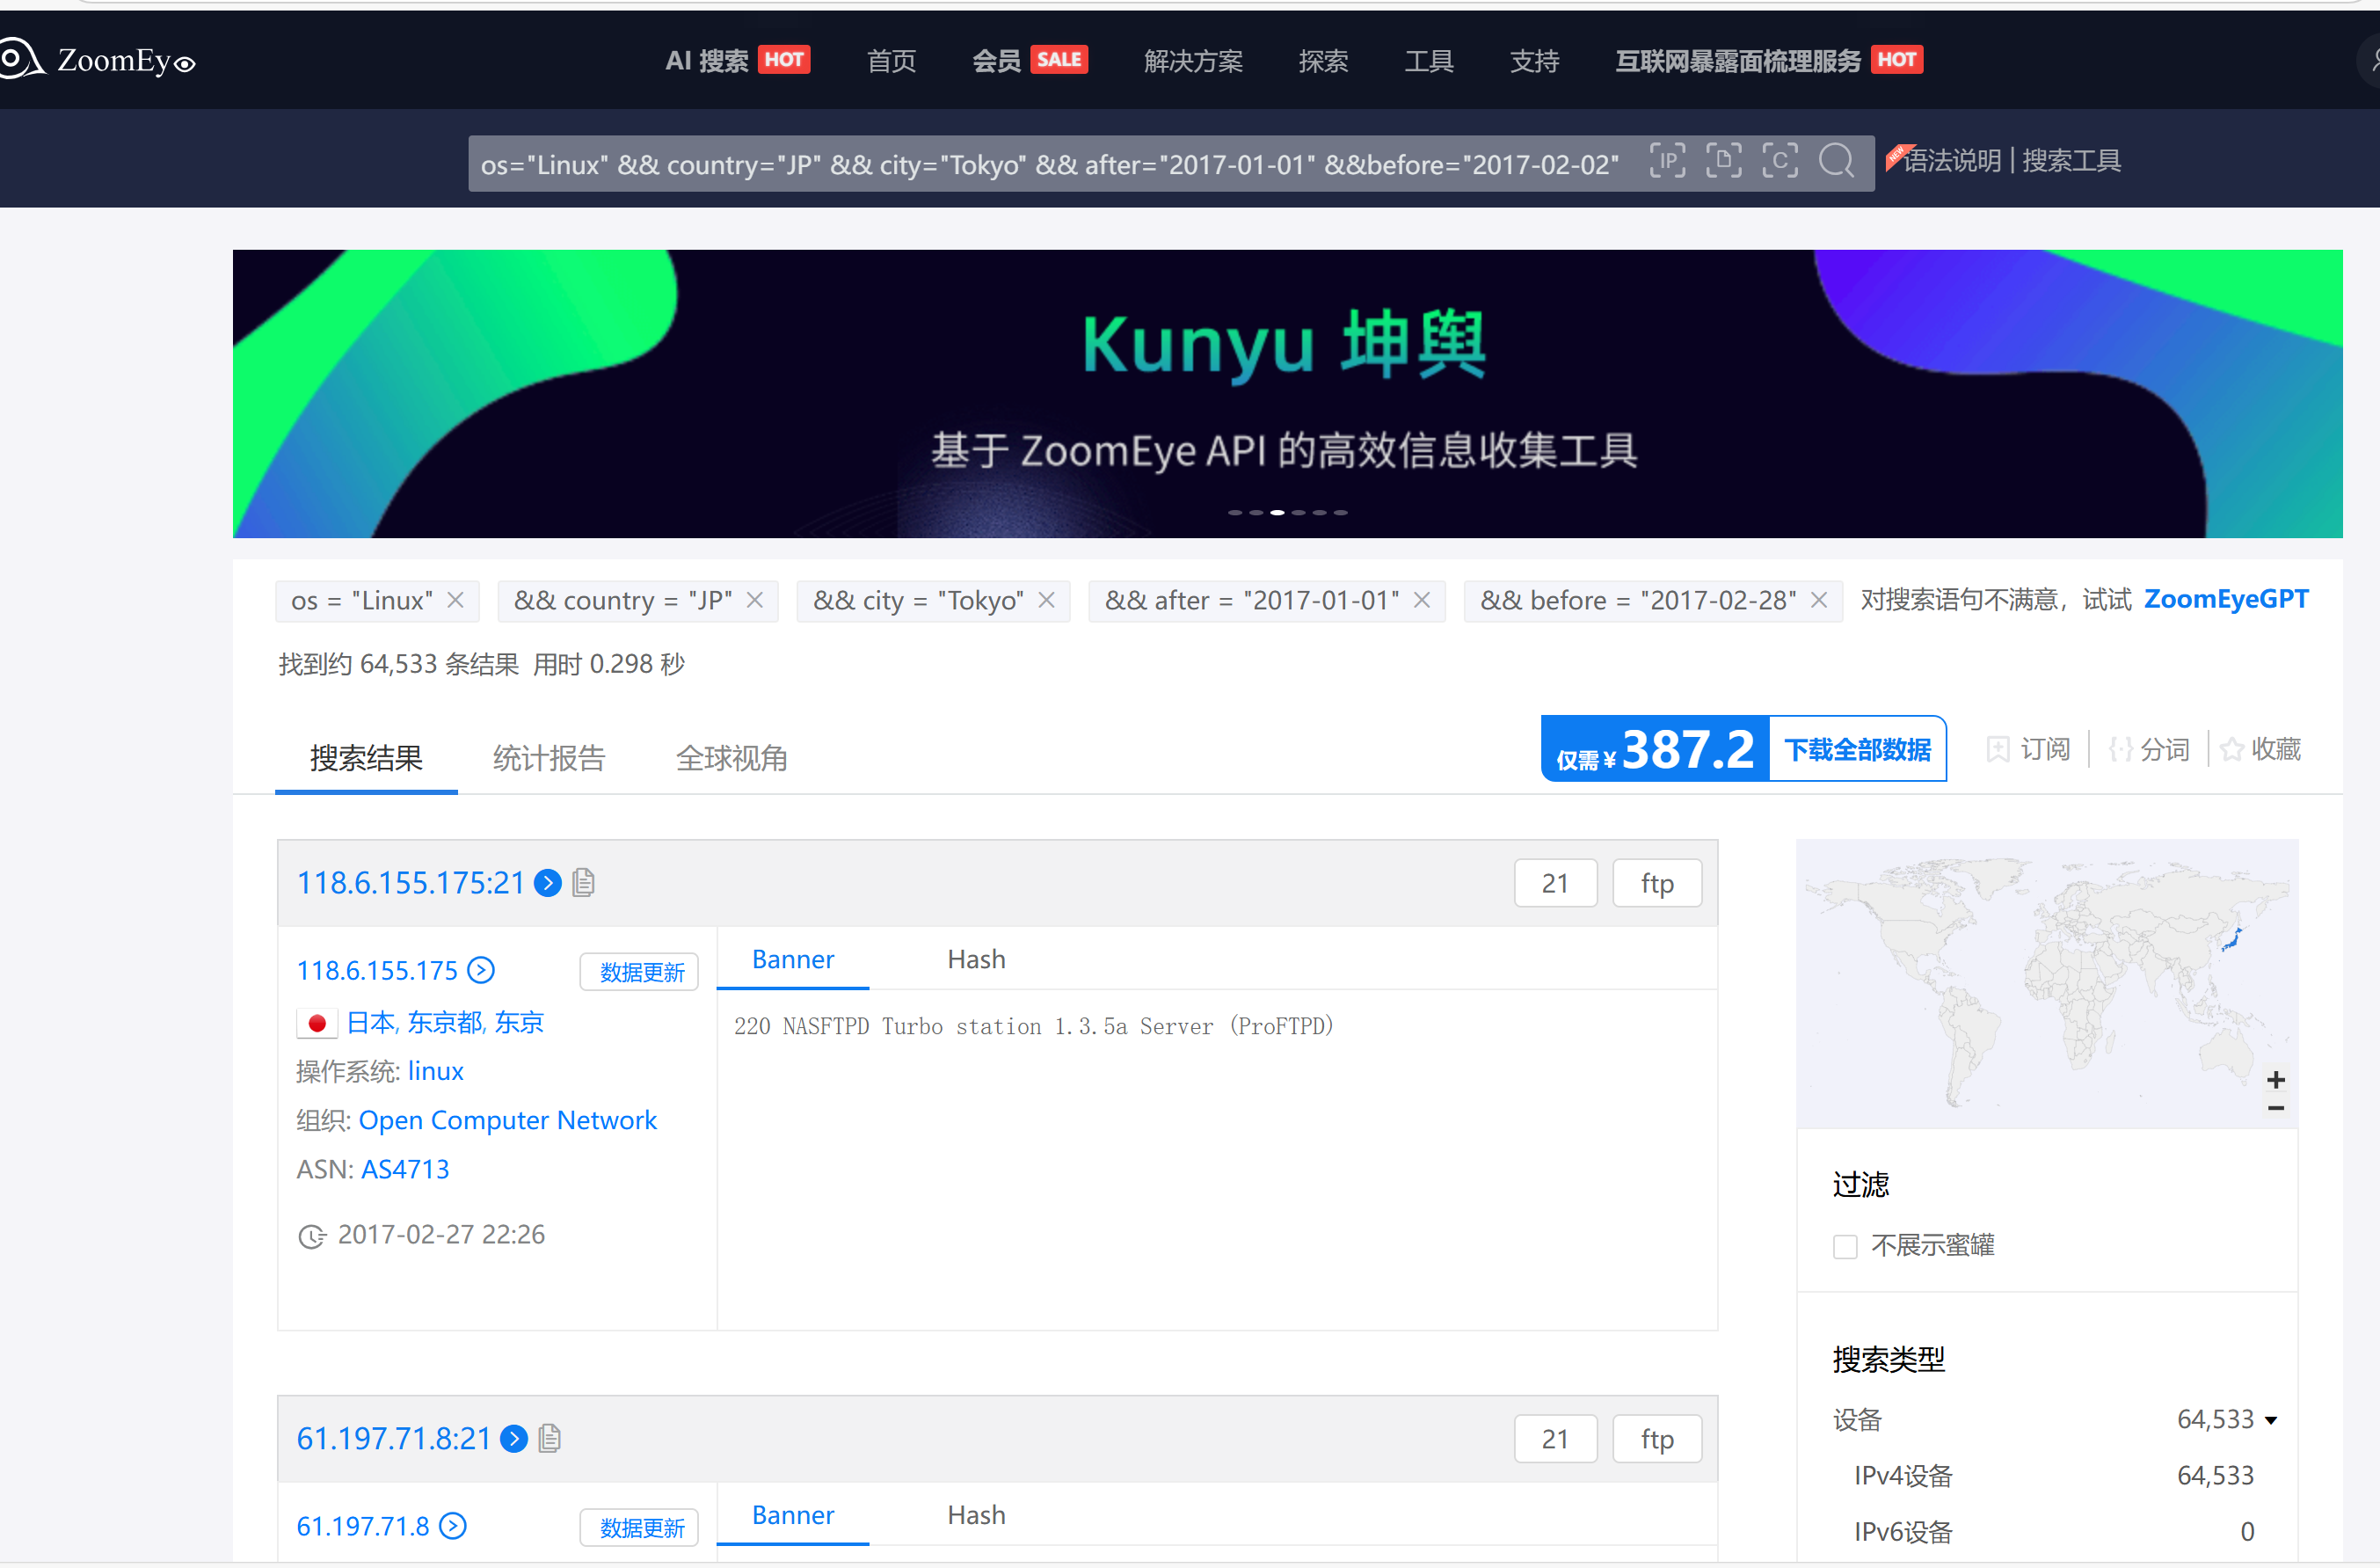 ZoomEye
AI 搜索 HOT 首页 会员 SALE 解决方案 探索 工具 支持 互联网暴露面梳理服务 HOT
os="Linux" && country="JP" && city="Tokyo" && after="2017-01-01" &&before="2017-02-02" IP C NEW 语法说明 | 搜索工具
Kunyu 坤舆
基于 ZoomEye API 的高效信息收集工具
os = "Linux" && country = "JP" && city = "Tokyo" && after = "2017-01-01" && before = "2017-02-28" 对搜索语句不满意，试试 ZoomEyeGPT
找到约 64,533 条结果 用时 0.298 秒
搜索结果 统计报告 全球视角 仅需¥387.2 下载全部数据 订阅 分词 收藏
118.6.155.175:21 21 ftp
118.6.155.175 数据更新 Banner Hash
日本, 东京都, 东京 220 NASFTPD Turbo station 1.3.5a Server (ProFTPD)
操作系统: linux
组织: Open Computer Network
ASN: AS4713
2017-02-27 22:26
过滤
不展示蜜罐
搜索类型
设备 64,533
IPv4设备 64,533
IPv6设备 0
61.197.71.8:21 21 ftp
61.197.71.8 数据更新 Banner Hash